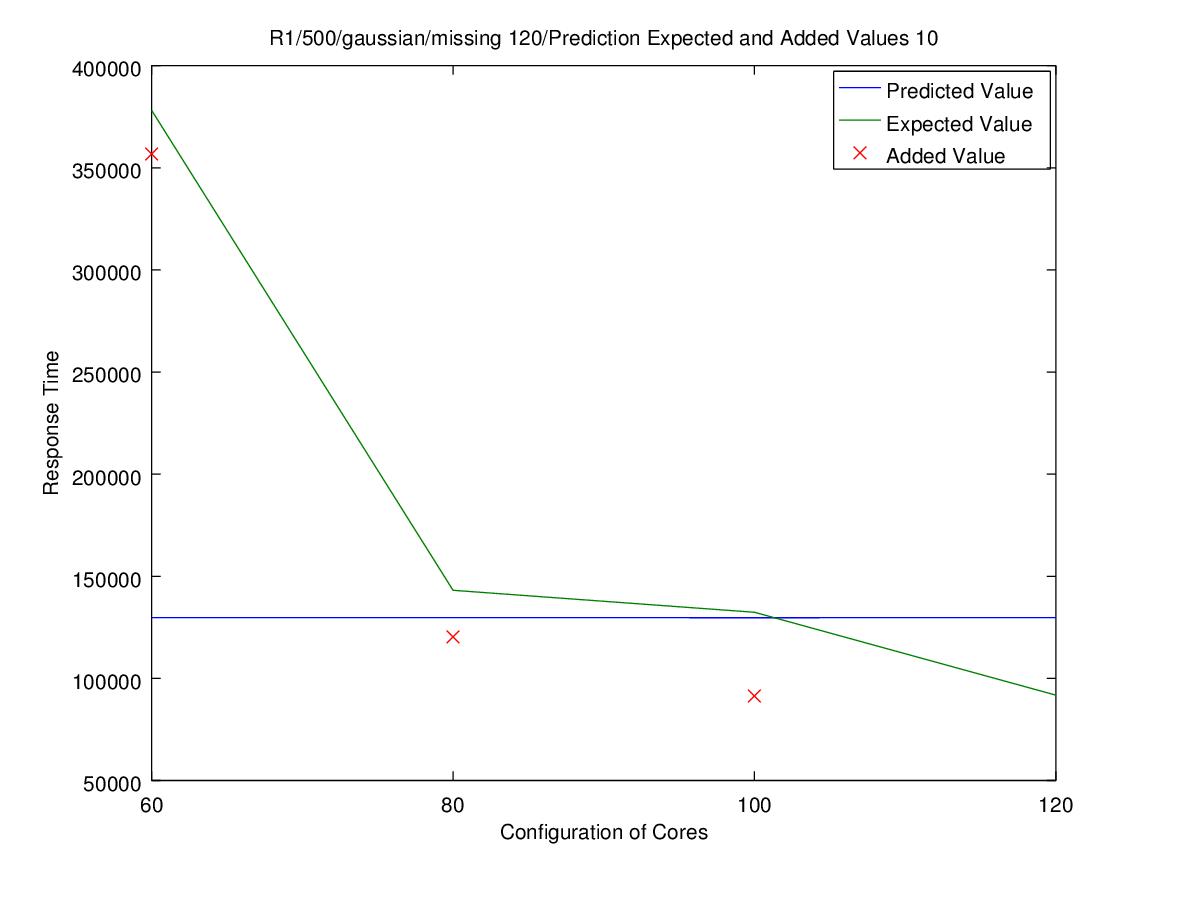 R1/500/gaussian/missing 120/Prediction Expected and Added Values 10
400000
350000
300000
250000
200000
150000
100000
50000
Response Time
Predicted Value
Expected Value
Added Value
60 80 100 120
Configuration of Cores